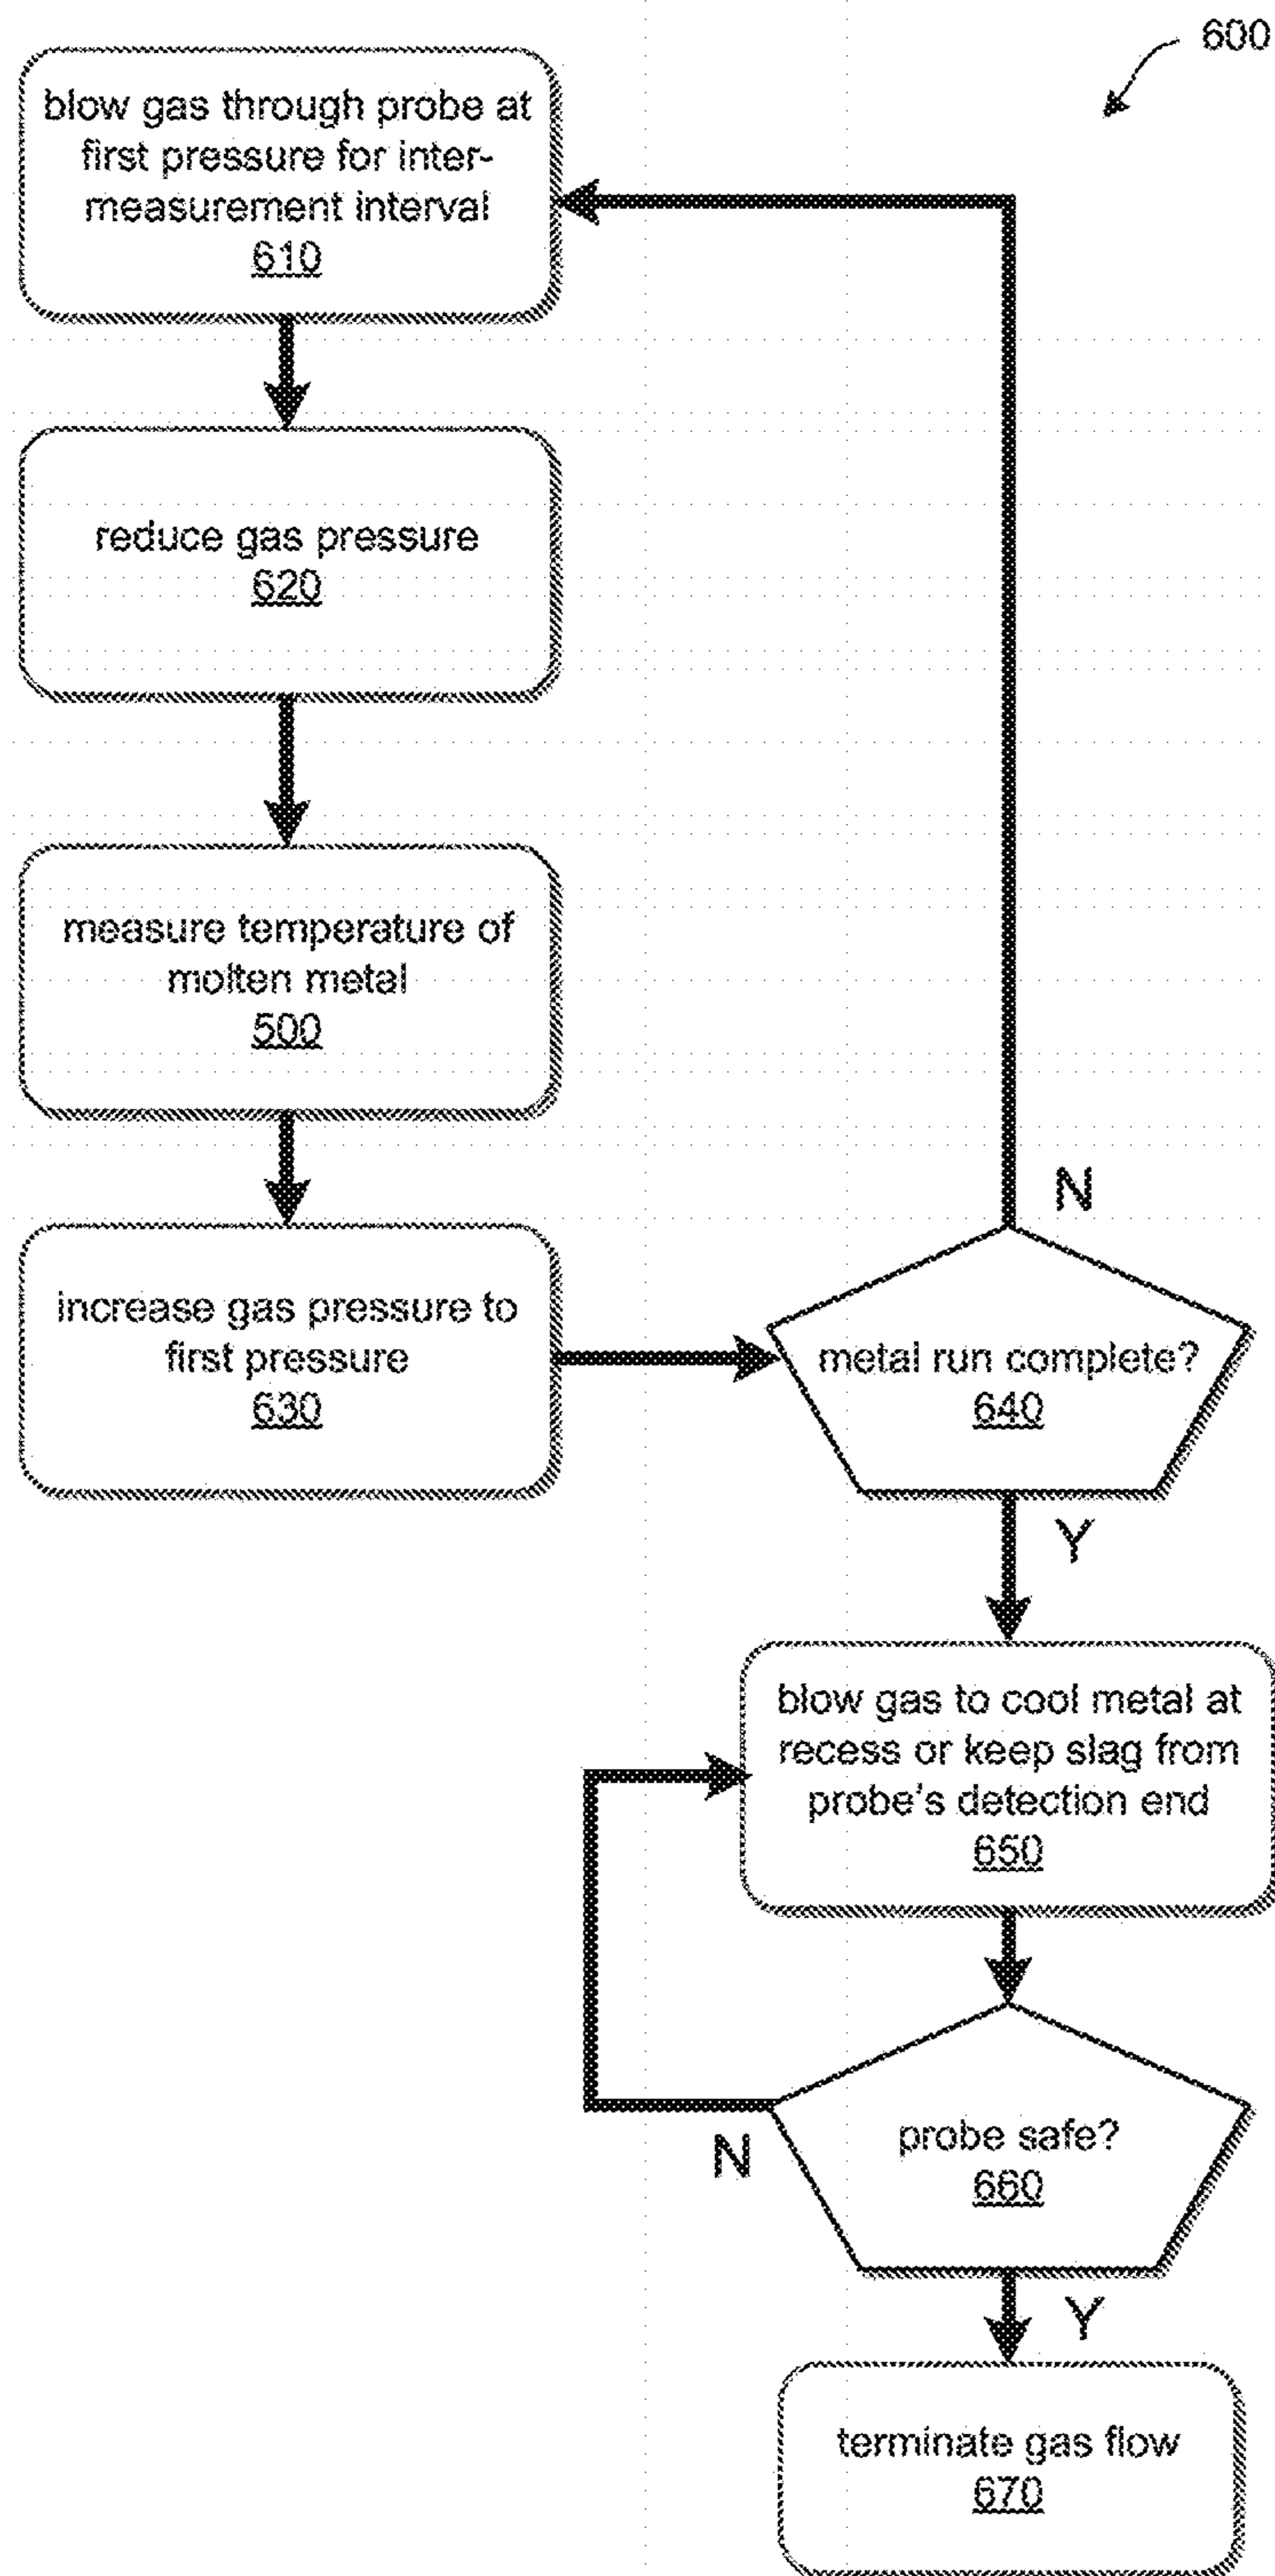 600
blow gas through probe at
first pressure for inter-
measurement interval
610
reduce gas pressure
620
measure temperature of
molten metal
500
increase gas pressure to
first pressure
630
N
metal run complete?
640
Y
blow gas to cool metal at
recess or keep slag from
probe's detection end
650
probe safe?
660
N
Y
terminate gas flow
670